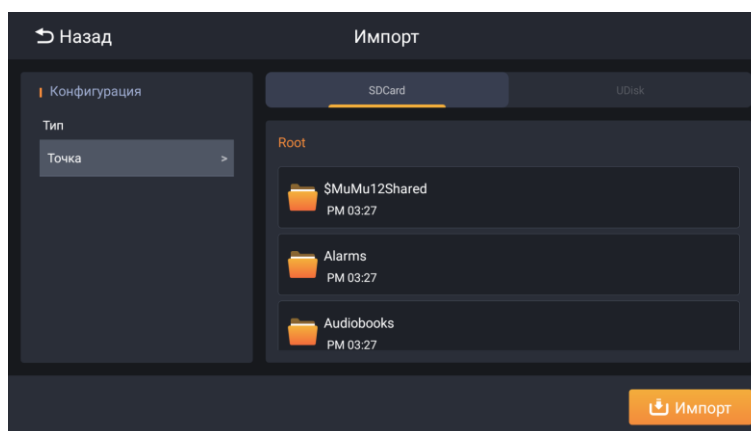 Назад
Импорт
Конфигурация
Тип
Точка >
SDCard
UDisk
Root
$MuMu12Shared
PM 03:27
Alarms
PM 03:27
Audiobooks
PM 03:27
Импорт